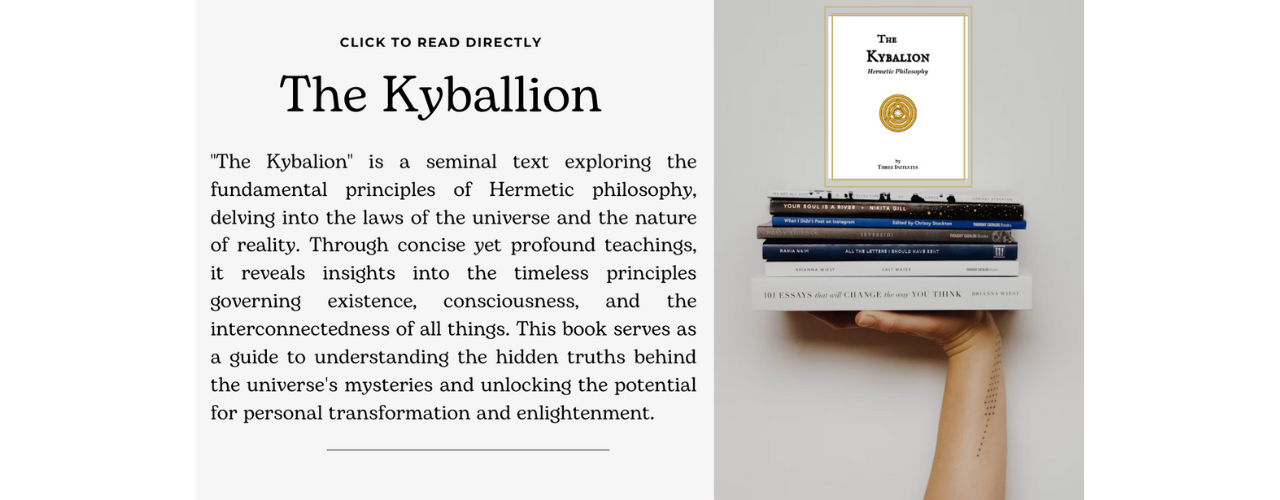 CLICK TO READ DIRECTLY
The Kyballion
"The Kybalion" is a seminal text exploring the
fundamental principles of Hermetic philosophy,
delving into the laws of the universe and the nature
of reality. Through concise yet profound teachings,
it reveals insights into the timeless principles
governing existence, consciousness, and the
interconnectedness of all things. This book serves as
a guide to understanding the hidden truths behind
the universe's mysteries and unlocking the potential
for personal transformation and enlightenment.
The
Kybalion
Hermetic Philosophy
by
Three Initiates
YOUR SOUL IS A RIVER NIKITA GILL
What I Didn't Post on Instagram Edited by Chrissy Stockton
ALL THE LETTERS I SHOULD HAVE SENT
BRIANNA WIEST SALT WATER
101 ESSAYS that will CHANGE the way YOU THINK BRIANNA WIEST